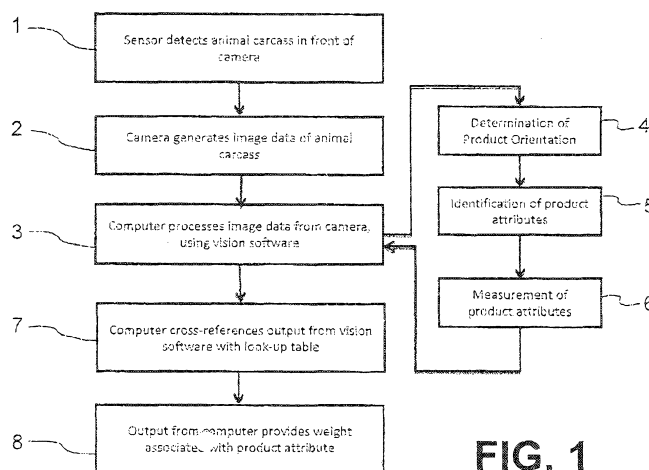 1
Sensor detects animal carcass in front of
camera
2
Camera generates image data of animal
carcass
3
Computer processes image data from camera,
using vision software
4
Determination of
Product Orientation
5
Identification of product
attributes
6
Measurement of
product attributes
7
Computer cross-references output from vision
software with look-up table
8
Output from computer provides weight
associated with product attribute
FIG. 1